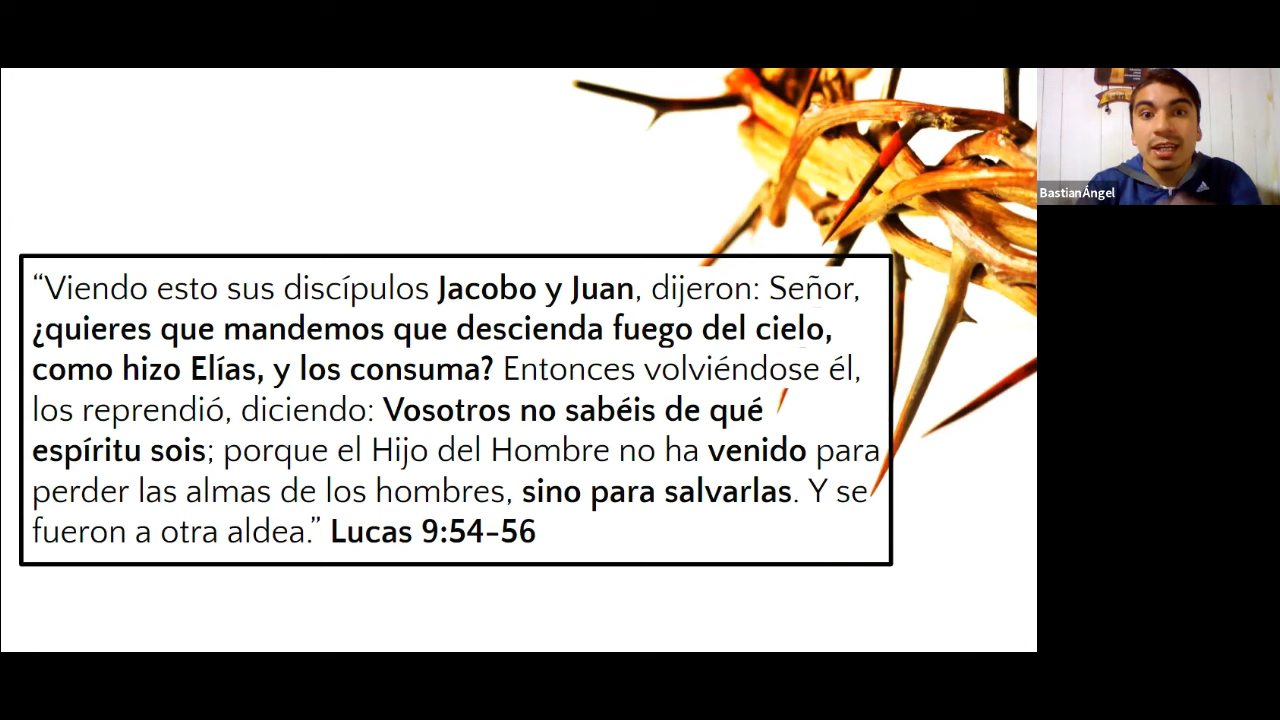 “Viendo esto sus discípulos Jacobo y Juan, dijeron: Señor,
¿quieres que mandemos que descienda fuego del cielo,
como hizo Elías, y los consuma? Entonces volviéndose él,
los reprendió, diciendo: Vosotros no sabéis de qué
espíritu sois; porque el Hijo del Hombre no ha venido para
perder las almas de los hombres, sino para salvarlas. Y se
fueron a otra aldea.” Lucas 9:54-56
BastianÁngel